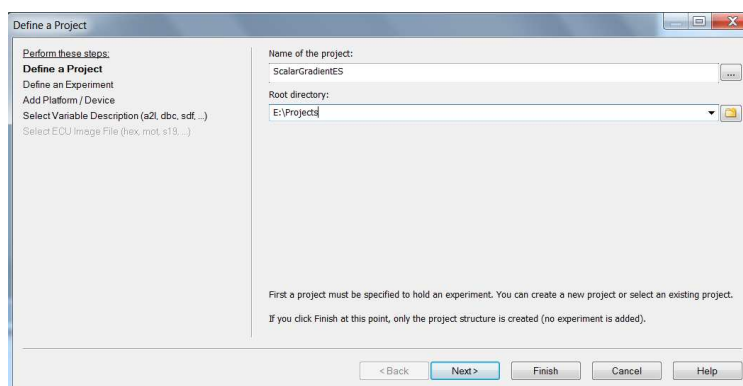 Define a Project
Perform these steps:
Define a Project
Define an Experiment
Add Platform / Device
Select Variable Description (a2l, dbc, sdf, ...)
Select ECU Image File (hex, mot, s19, ...)
Name of the project:
ScalarGradientES
...
Root directory:
E:\Projects
First a project must be specified to hold an experiment. You can create a new project or select an existing project.
If you click Finish at this point, only the project structure is created (no experiment is added).
< Back
Next >
Finish
Cancel
Help